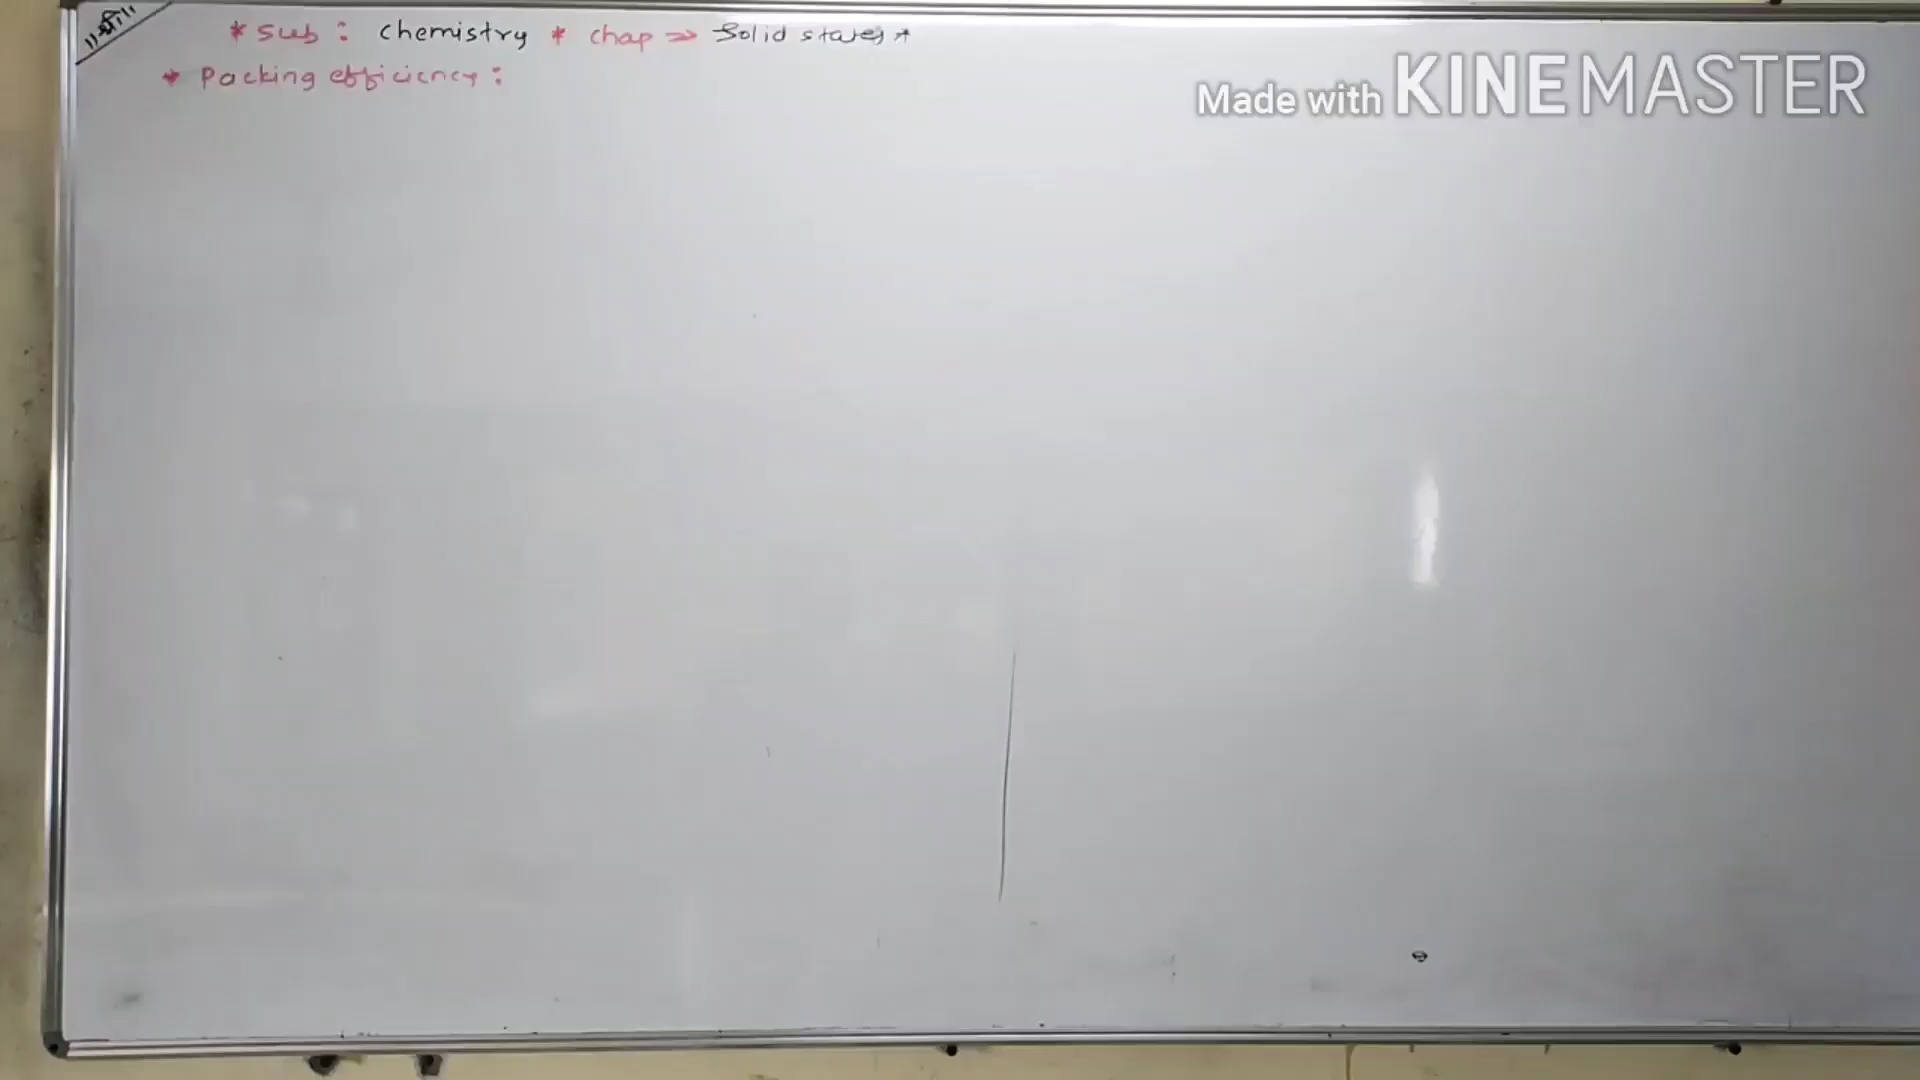 ॥श्री॥
* Sub : chemistry * chap ⇒ Solid states *
* Packing efficiency :
Made with KINEMASTER